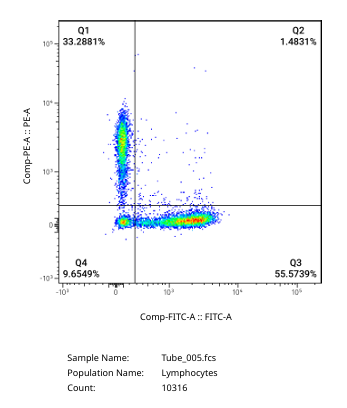 Q1
33.2881%
Q2
1.4831%
10⁵
10⁴
10³
0
-10³
Comp-PE-A :: PE-A
Q4
9.6549%
Q3
55.5739%
-10³
0
10³
10⁴
10⁵
Comp-FITC-A :: FITC-A
Sample Name: Tube_005.fcs
Population Name: Lymphocytes
Count: 10316